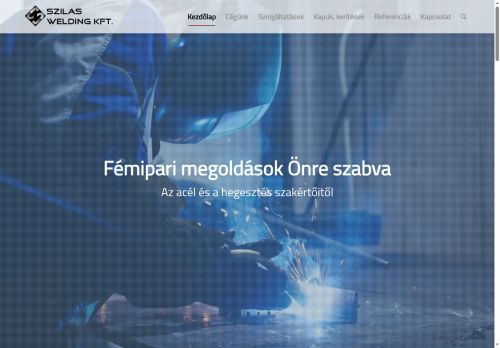 SZILAS
WELDING KFT.
Kezdőlap Cégünk Szolgáltatások Kapuk, kerítések Referenciák Kapcsolat
Fémipari megoldások Önre szabva
Az acél és a hegesztés szakértőitől